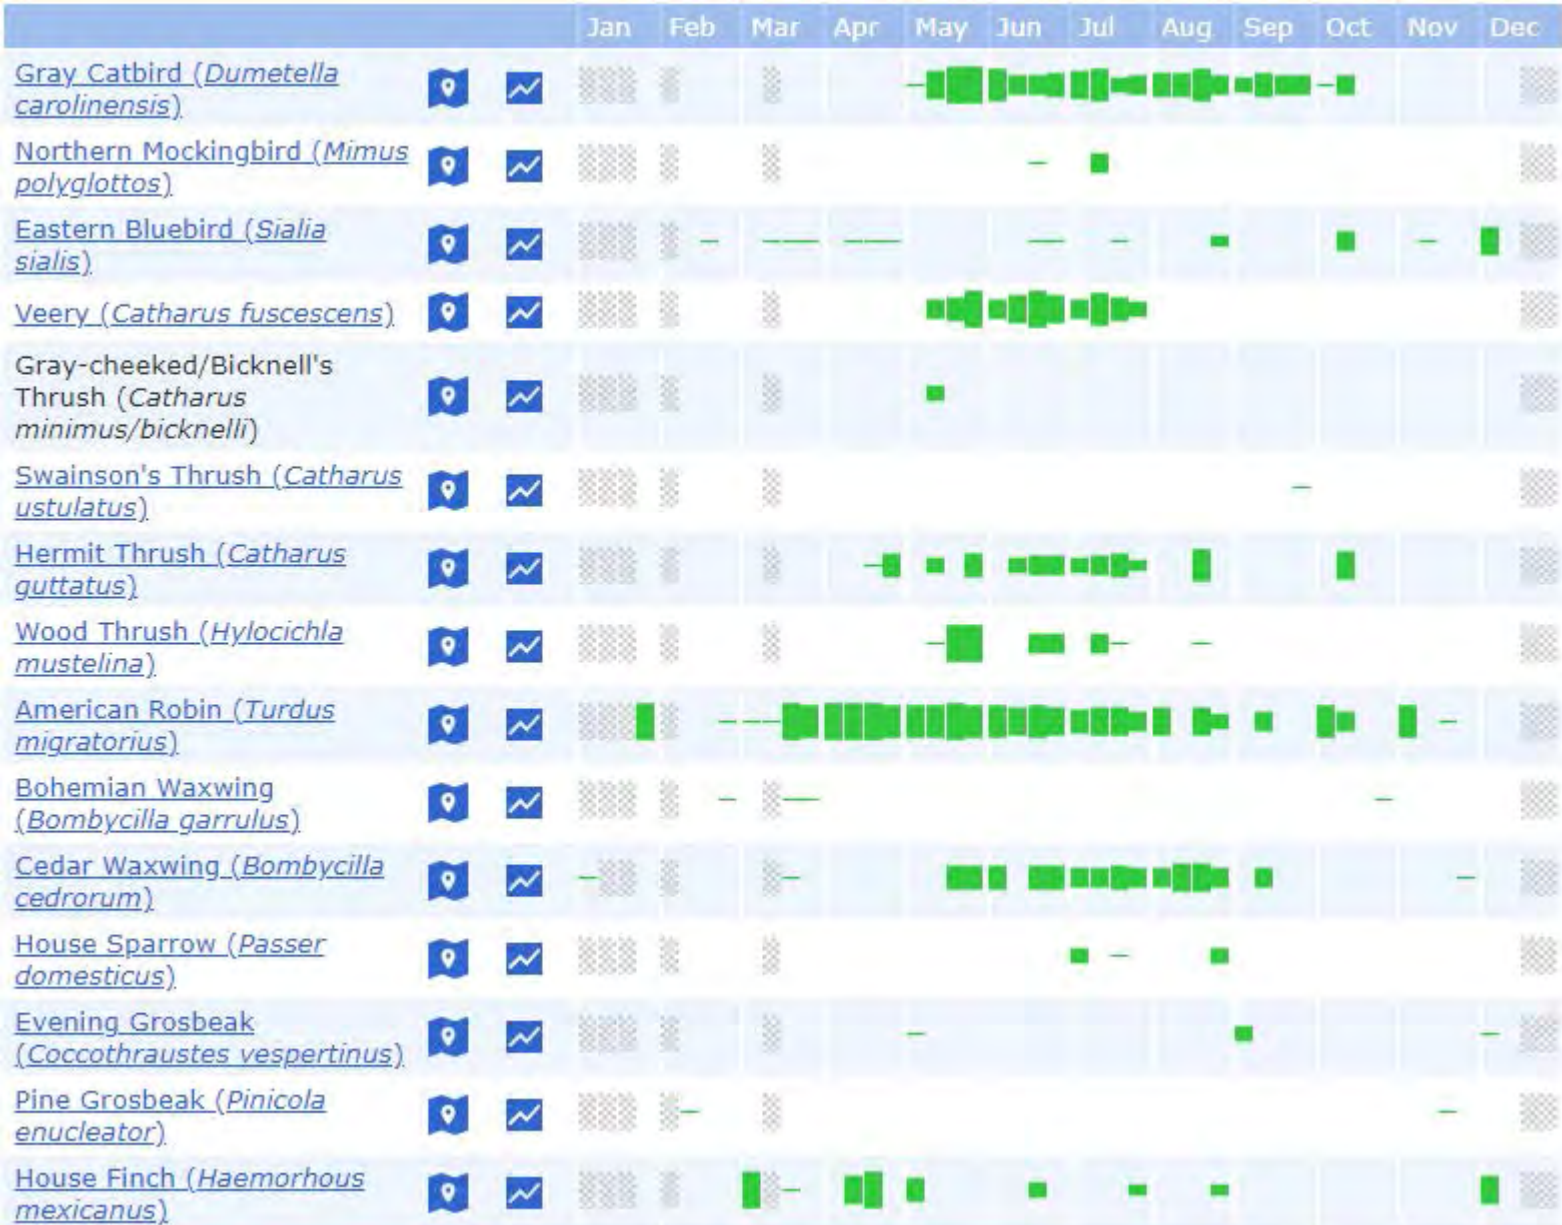 Jan Feb Mar Apr May Jun Jul Aug Sep Oct Nov Dec
Gray Catbird (Dumetella
carolinensis)
Northern Mockingbird (Mimus
polyglottos)
Eastern Bluebird (Sialia
sialis)
Veery (Catharus fuscescens)
Gray-cheeked/Bicknell's
Thrush (Catharus
minimus/bicknelli)
Swainson's Thrush (Catharus
ustulatus)
Hermit Thrush (Catharus
guttatus)
Wood Thrush (Hylocichla
mustelina)
American Robin (Turdus
migratorius)
Bohemian Waxwing
(Bombycilla garrulus)
Cedar Waxwing (Bombycilla
cedrorum)
House Sparrow (Passer
domesticus)
Evening Grosbeak
(Coccothraustes vespertinus)
Pine Grosbeak (Pinicola
enucleator)
House Finch (Haemorhous
mexicanus)